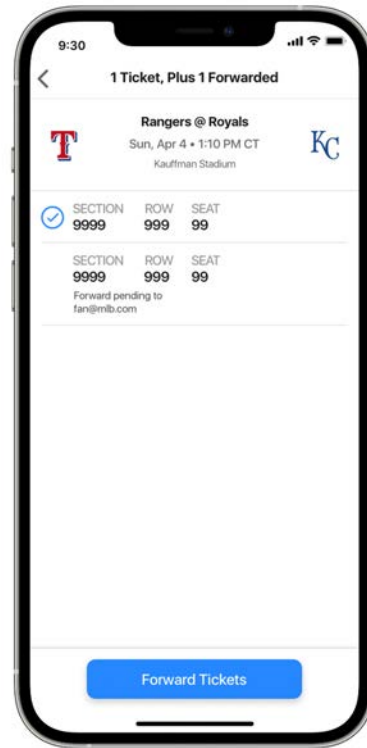 9:30
1 Ticket, Plus 1 Forwarded
Rangers @ Royals
Sun, Apr 4 • 1:10 PM CT
Kauffman Stadium
T
KC
SECTION ROW SEAT
9999 999 99
SECTION ROW SEAT
9999 999 99
Forward pending to
fan@mlb.com
Forward Tickets